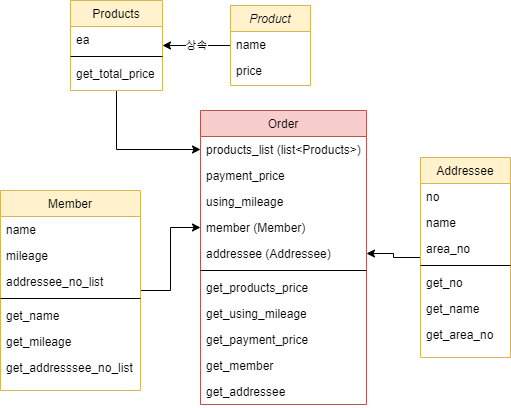 Products
ea
get_total_price
상속
Product
name
price
Order
products_list (list<Products>)
payment_price
using_mileage
member (Member)
addressee (Addressee)
get_products_price
get_using_mileage
get_payment_price
get_member
get_addressee
Member
name
mileage
addressee_no_list
get_name
get_mileage
get_addresssee_no_list
Addressee
no
name
area_no
get_no
get_name
get_area_no